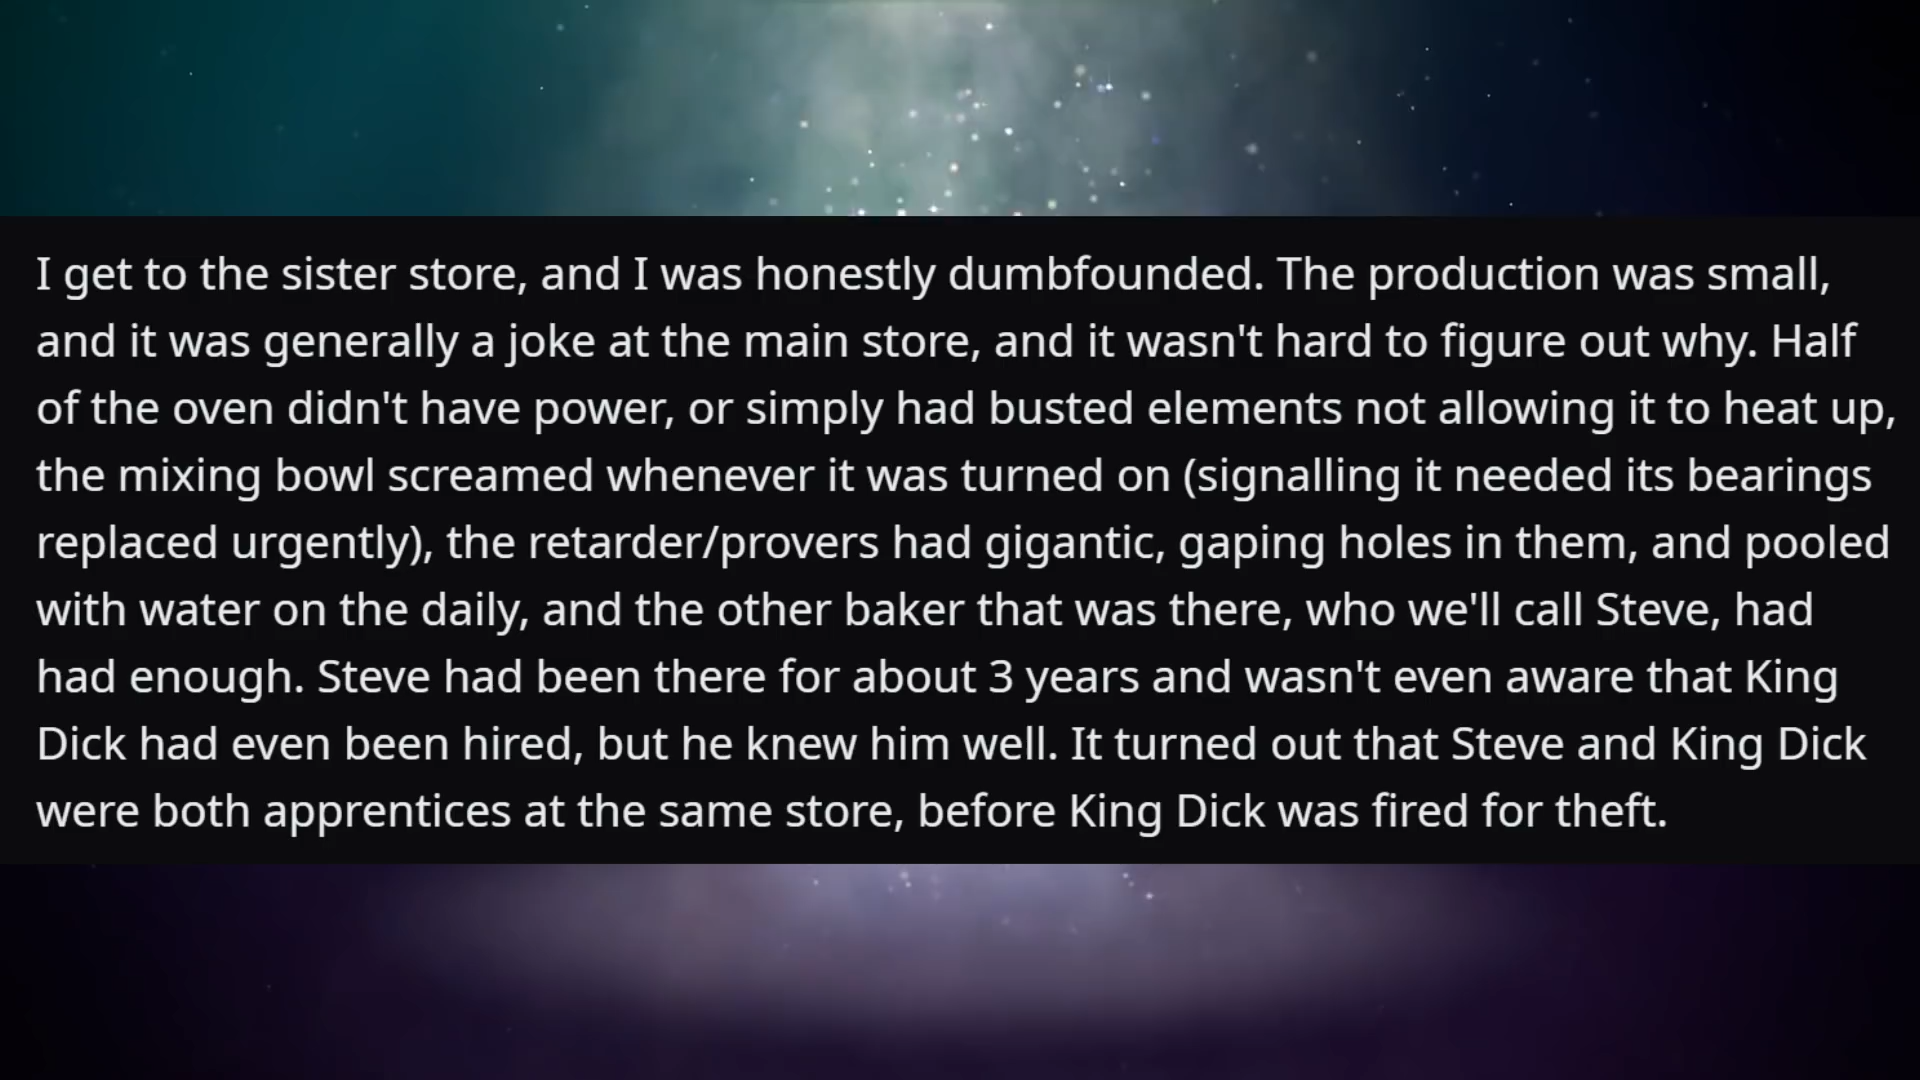 I get to the sister store, and I was honestly dumbfounded. The production was small,
and it was generally a joke at the main store, and it wasn't hard to figure out why. Half
of the oven didn't have power, or simply had busted elements not allowing it to heat up,
the mixing bowl screamed whenever it was turned on (signalling it needed its bearings
replaced urgently), the retarder/provers had gigantic, gaping holes in them, and pooled
with water on the daily, and the other baker that was there, who we'll call Steve, had
had enough. Steve had been there for about 3 years and wasn't even aware that King
Dick had even been hired, but he knew him well. It turned out that Steve and King Dick
were both apprentices at the same store, before King Dick was fired for theft.